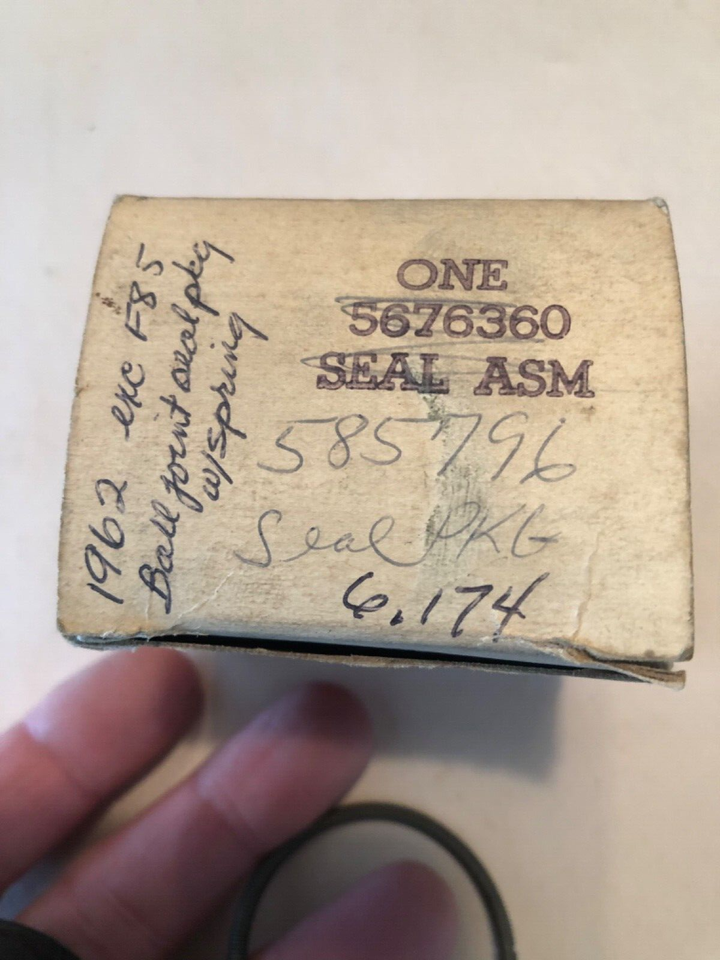 ONE
5676360
SEAL ASM
585796
Seal PKG
6.174
1962 exc F85
Ball joint seal pkg
w/spring